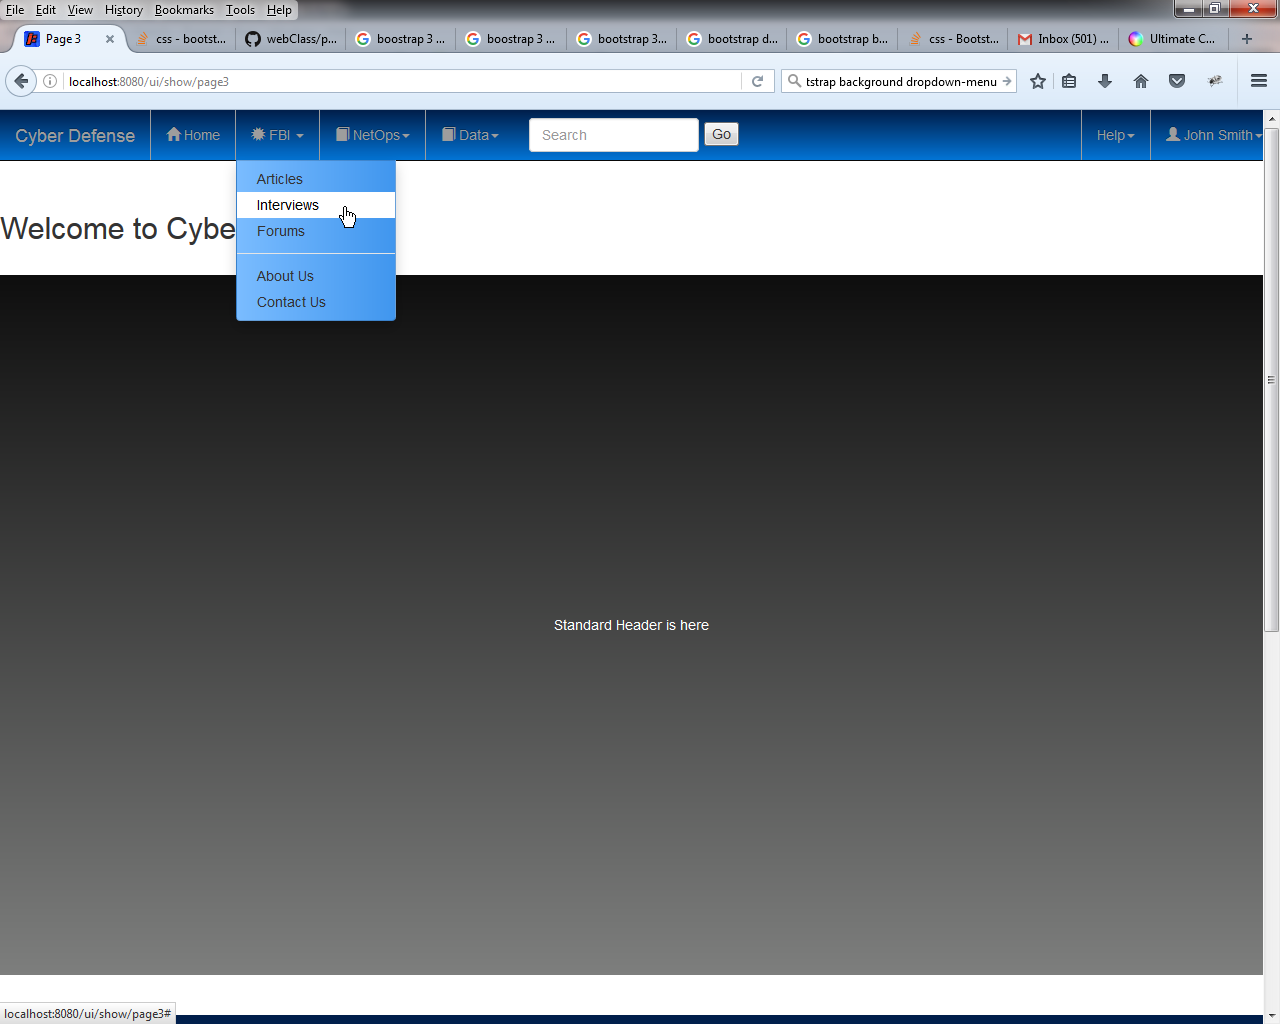 File Edit View History Bookmarks Tools Help
Page 3 css - bootst... webClass/p... boostrap 3 ... boostrap 3 ... bootstrap 3... bootstrap d... bootstrap b... css - Bootst... Inbox (501) ... Ultimate C...
localhost:8080/ui/show/page3 tstrap background dropdown-menu
Cyber Defense Home FBI NetOps Data Search Go Help John Smith
Articles
Interviews
Welcome to Cybe
Forums
About Us
Contact Us
Standard Header is here
localhost:8080/ui/show/page3#